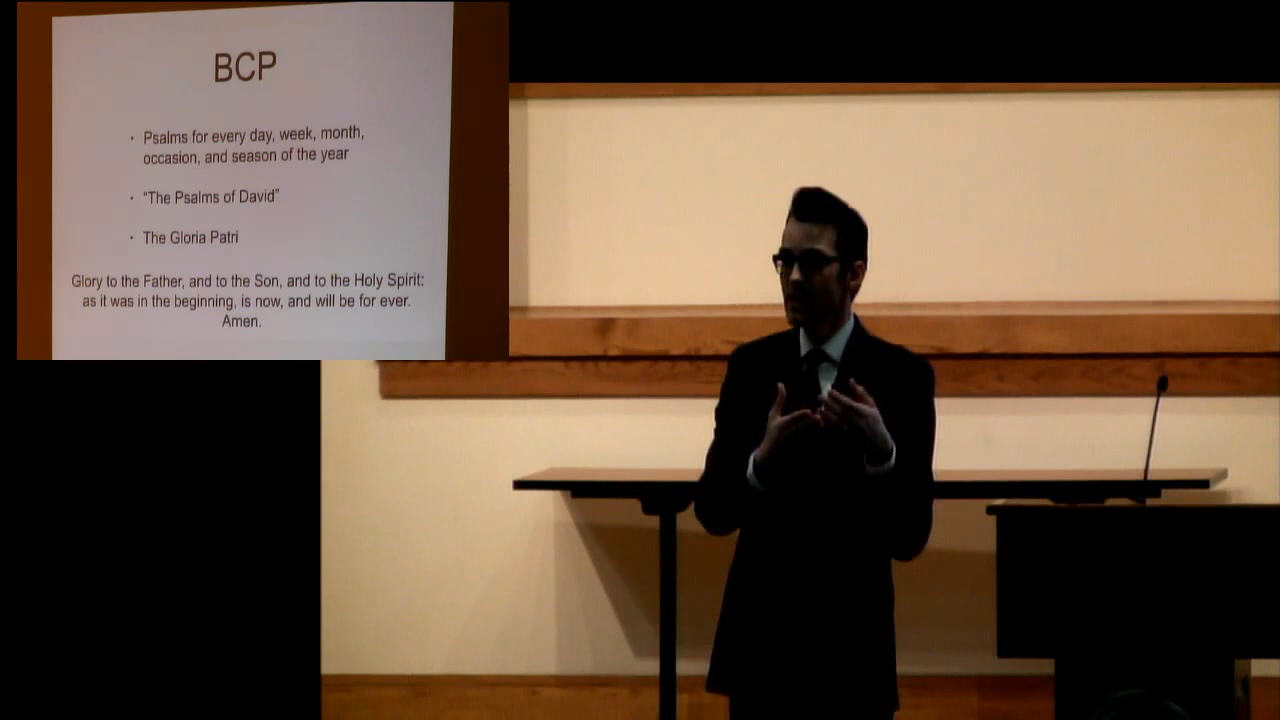 BCP
· Psalms for every day, week, month,
occasion, and season of the year
· “The Psalms of David”
· The Gloria Patri
Glory to the Father, and to the Son, and to the Holy Spirit:
as it was in the beginning, is now, and will be for ever.
Amen.